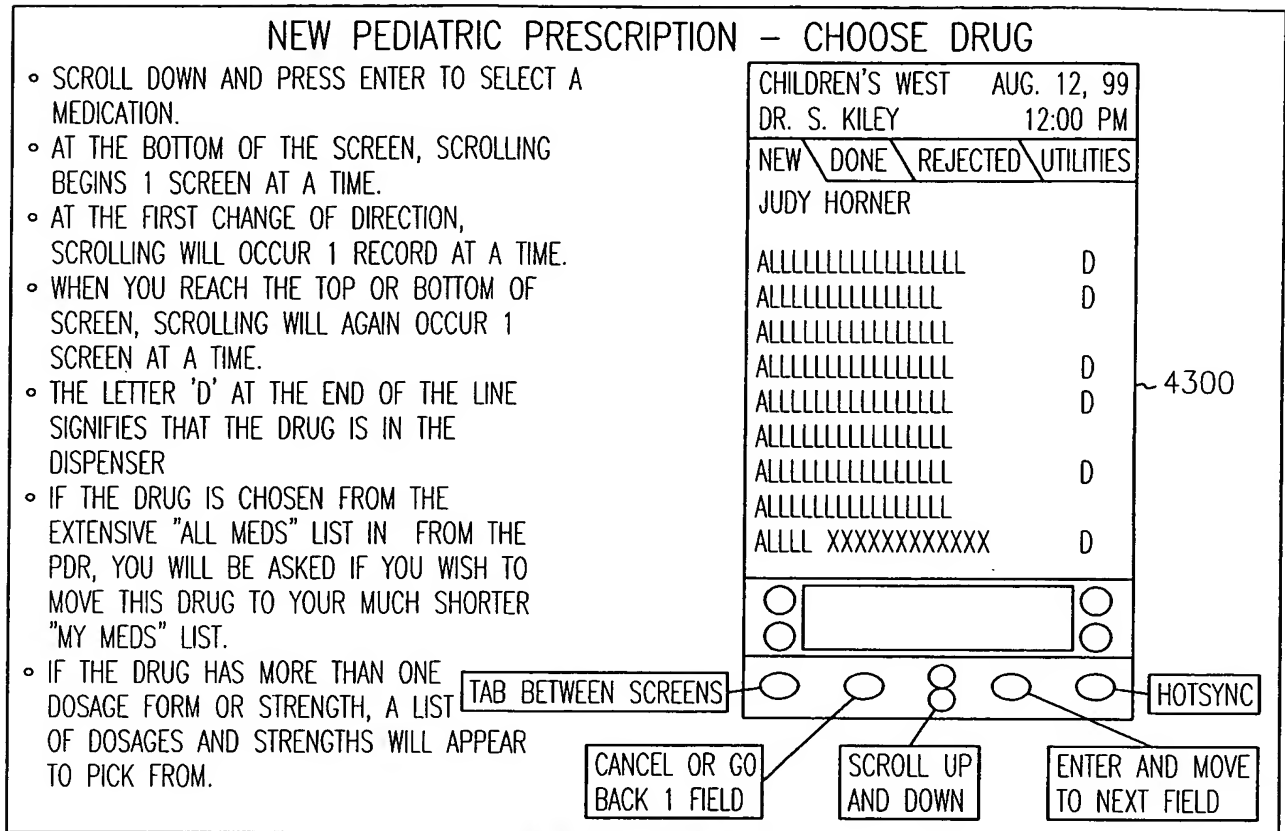 NEW PEDIATRIC PRESCRIPTION – CHOOSE DRUG
∘ SCROLL DOWN AND PRESS ENTER TO SELECT A
MEDICATION.
∘ AT THE BOTTOM OF THE SCREEN, SCROLLING
BEGINS 1 SCREEN AT A TIME.
∘ AT THE FIRST CHANGE OF DIRECTION,
SCROLLING WILL OCCUR 1 RECORD AT A TIME.
∘ WHEN YOU REACH THE TOP OR BOTTOM OF
SCREEN, SCROLLING WILL AGAIN OCCUR 1
SCREEN AT A TIME.
∘ THE LETTER 'D' AT THE END OF THE LINE
SIGNIFIES THAT THE DRUG IS IN THE
DISPENSER
∘ IF THE DRUG IS CHOSEN FROM THE
EXTENSIVE "ALL MEDS" LIST IN FROM THE
PDR, YOU WILL BE ASKED IF YOU WISH TO
MOVE THIS DRUG TO YOUR MUCH SHORTER
"MY MEDS" LIST.
∘ IF THE DRUG HAS MORE THAN ONE
DOSAGE FORM OR STRENGTH, A LIST
OF DOSAGES AND STRENGTHS WILL APPEAR
TO PICK FROM.
CHILDREN'S WEST AUG. 12, 99
DR. S. KILEY 12:00 PM
NEW DONE REJECTED UTILITIES
JUDY HORNER
ALLLLLLLLLLLLLLLLL D
ALLLLLLLLLLLLLLL D
ALLLLLLLLLLLLLLLL
ALLLLLLLLLLLLLLLL D
ALLLLLLLLLLLLLLLL D
ALLLLLLLLLLLLLLLL
ALLLLLLLLLLLLLLLL D
ALLLLLLLLLLLLLLLL
ALLLL XXXXXXXXXXXX D
4300
TAB BETWEEN SCREENS
HOTSYNC
CANCEL OR GO
BACK 1 FIELD
SCROLL UP
AND DOWN
ENTER AND MOVE
TO NEXT FIELD